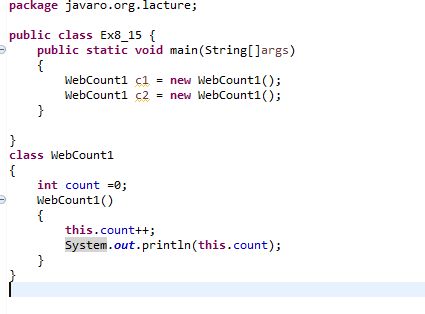 package javaro.org.lacture;
public class Ex8_15 {
public static void main(String[]args)
{
WebCount1 c1 = new WebCount1();
WebCount1 c2 = new WebCount1();
}
}
class WebCount1
{
int count =0;
WebCount1()
{
this.count++;
System.out.println(this.count);
}
}